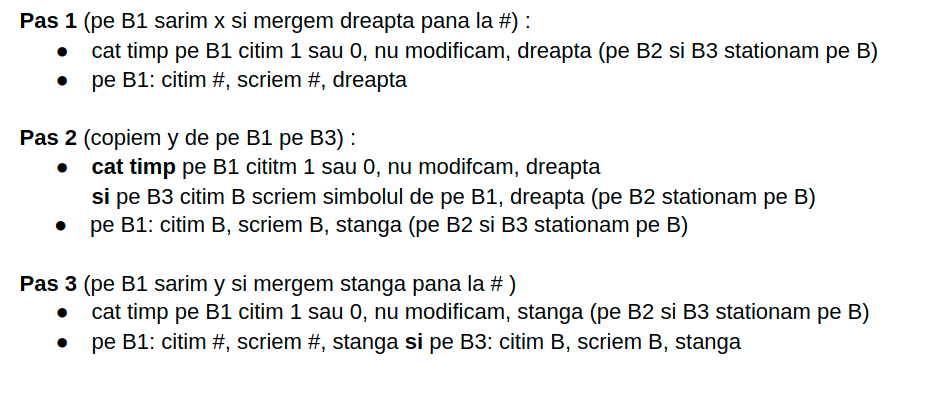 Pas 1 (pe B1 sarim x si mergem dreapta pana la #) :
● cat timp pe B1 citim 1 sau 0, nu modificam, dreapta (pe B2 si B3 stationam pe B)
● pe B1: citim #, scriem #, dreapta
Pas 2 (copiem y de pe B1 pe B3) :
● cat timp pe B1 cititm 1 sau 0, nu modifcam, dreapta
si pe B3 citim B scriem simbolul de pe B1, dreapta (pe B2 stationam pe B)
● pe B1: citim B, scriem B, stanga (pe B2 si B3 stationam pe B)
Pas 3 (pe B1 sarim y si mergem stanga pana la # )
● cat timp pe B1 citim 1 sau 0, nu modificam, stanga (pe B2 si B3 stationam pe B)
● pe B1: citim #, scriem #, stanga si pe B3: citim B, scriem B, stanga